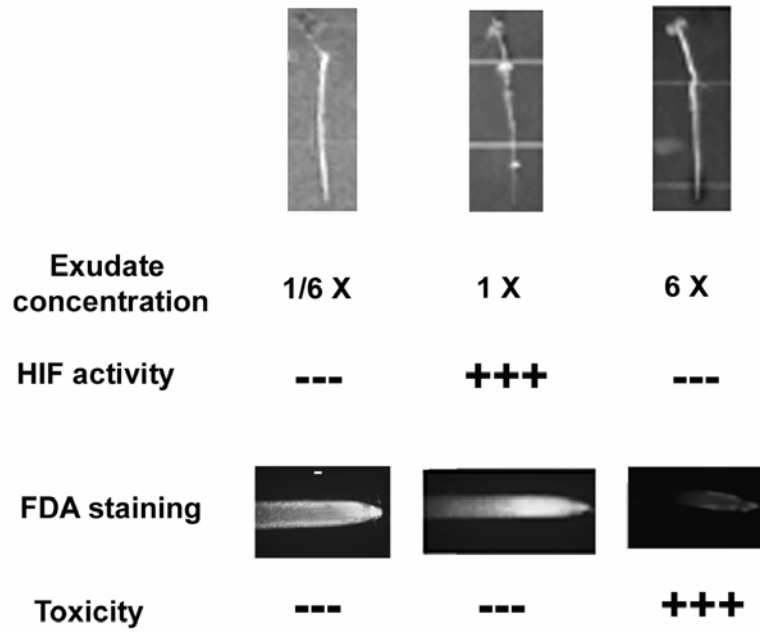 Exudate
concentration 1/6 X 1 X 6 X
HIF activity --- +++ ---
FDA staining
Toxicity --- --- +++